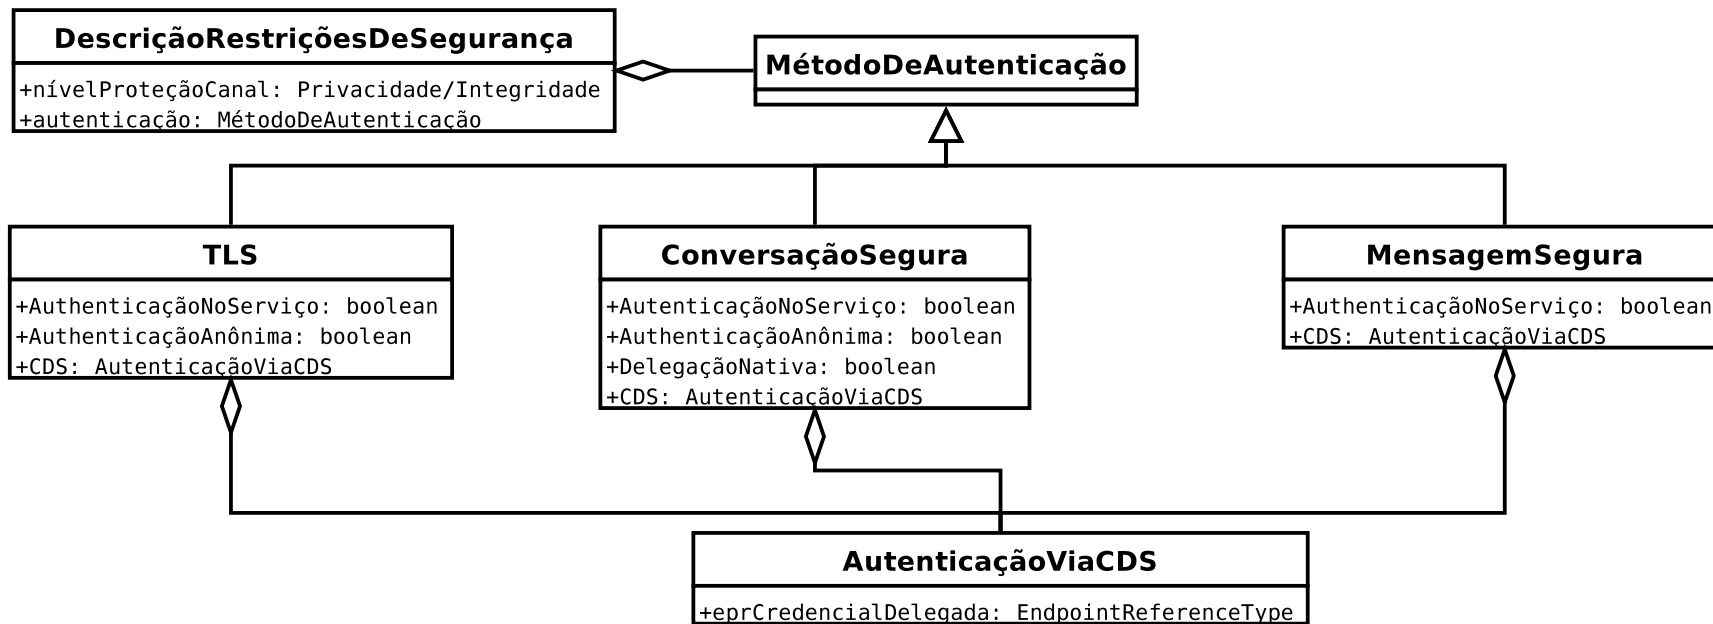 DescriçãoRestriçõesDeSegurança
+nívelProteçãoCanal: Privacidade/Integridade
+autenticação: MétodoDeAutenticação
MétodoDeAutenticação
TLS
+AuthenticaçãoNoServiço: boolean
+AuthenticaçãoAnônima: boolean
+CDS: AutenticaçãoViaCDS
ConversaçãoSegura
+AutenticaçãoNoServiço: boolean
+AuthenticaçãoAnônima: boolean
+DelegaçãoNativa: boolean
+CDS: AutenticaçãoViaCDS
MensagemSegura
+AuthenticaçãoNoServiço: boolean
+CDS: AutenticaçãoViaCDS
AutenticaçãoViaCDS
+eprCredencialDelegada: EndpointReferenceType